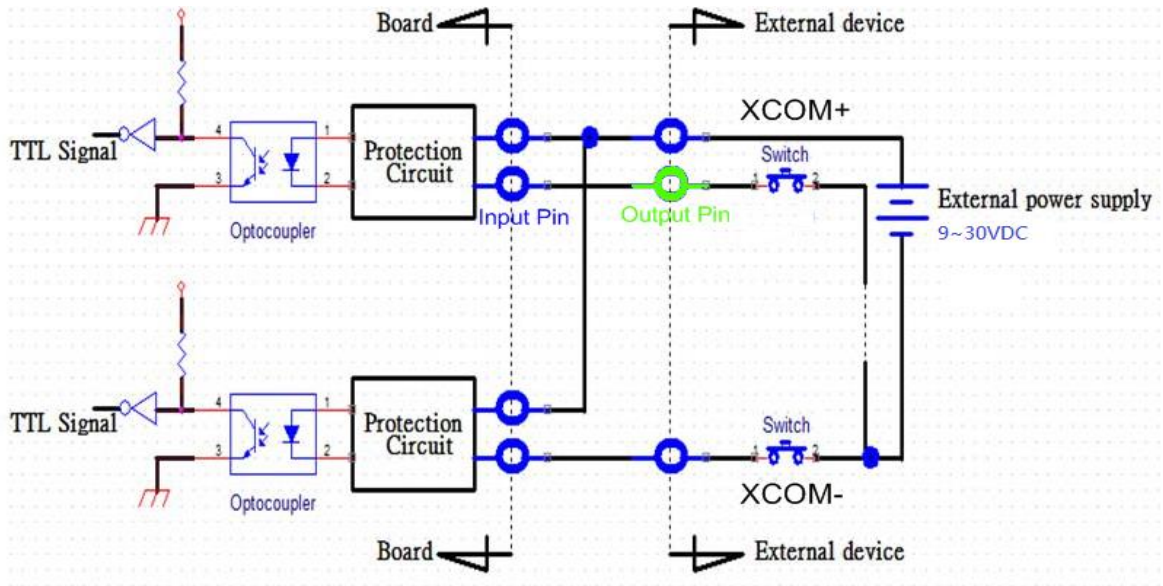 Board
External device
XCOM+
TTL Signal
4
1
Protection
Circuit
Switch
1
2
3
2
External power supply
Input Pin
Output Pin
Optocoupler
9~30VDC
TTL Signal
4
1
Protection
Circuit
Switch
3
2
1
2
Optocoupler
XCOM-
Board
External device